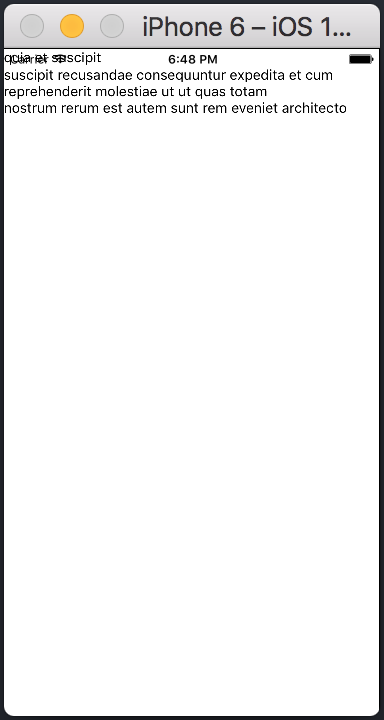 iPhone 6 – iOS 1...
Carrier 6:48 PM
quia et suscipit
suscipit recusandae consequuntur expedita et cum
reprehenderit molestiae ut ut quas totam
nostrum rerum est autem sunt rem eveniet architecto